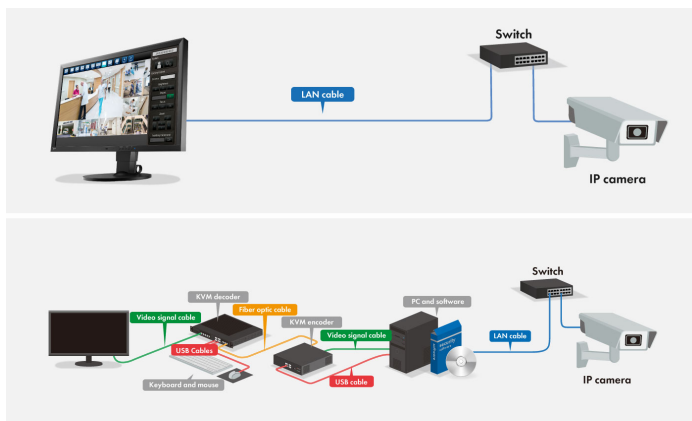 Switch
LAN cable
IP camera
Switch
KVM decoder
PC and software
Fiber optic cable
Video signal cable
KVM encoder
Video signal cable
LAN cable
Security
USB Cables
IP camera
Keyboard and mouse
USB cable